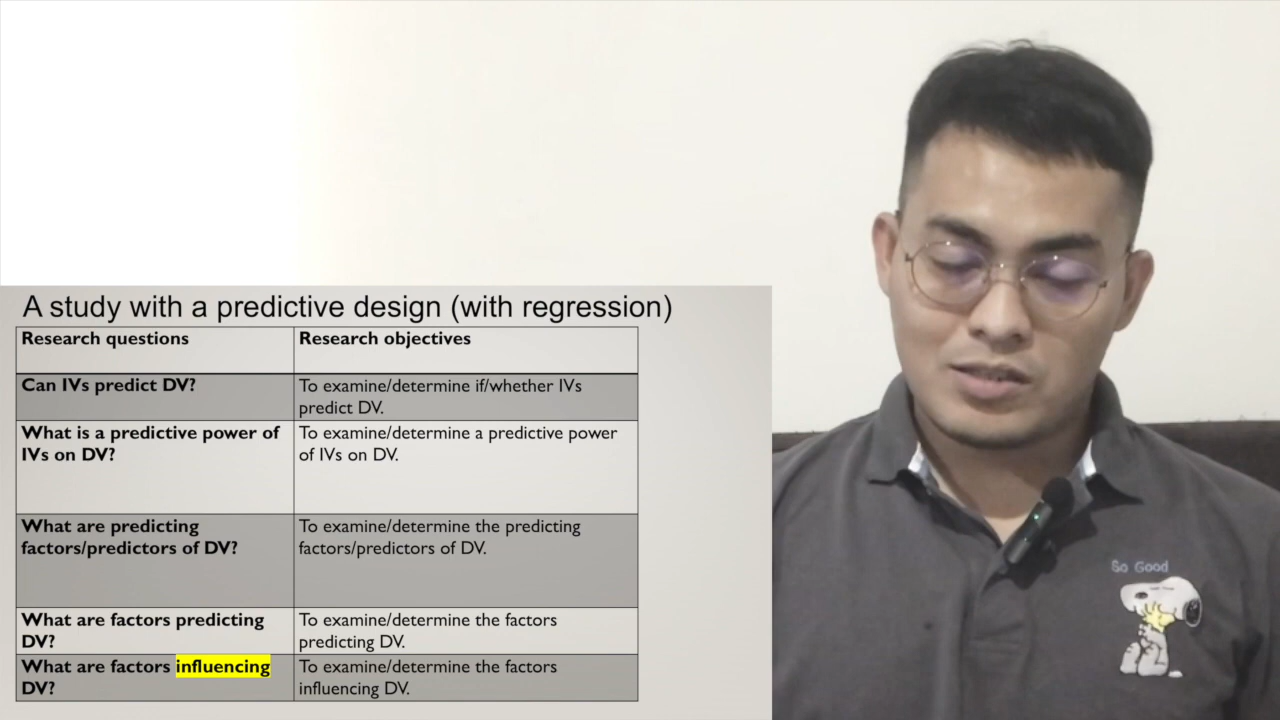 A study with a predictive design (with regression)
Research questions
Research objectives
Can IVs predict DV?
To examine/determine if/whether IVs
predict DV.
What is a predictive power of
IVs on DV?
To examine/determine a predictive power
of IVs on DV.
What are predicting
factors/predictors of DV?
To examine/determine the predicting
factors/predictors of DV.
What are factors predicting
DV?
To examine/determine the factors
predicting DV.
What are factors influencing
DV?
To examine/determine the factors
influencing DV.
So Good